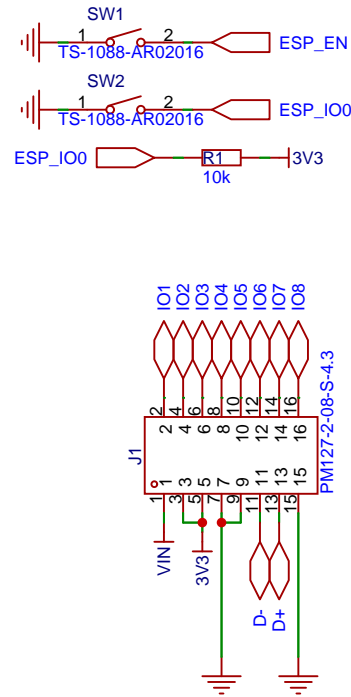 SW1
1 2 ESP_EN
TS-1088-AR02016
SW2
1 2 ESP_IO0
TS-1088-AR02016
ESP_IO0 R1 3V3
10k
IO1 IO2 IO3 IO4 IO5 IO6 IO7 IO8
2 4 6 8 10 12 14 16
2 4 6 8 10 12 14 16
J1 PM127-2-08-S-4.3
1 3 5 7 9 11 13 15
1 3 5 7 9 11 13 15
VIN 3V3 D- D+